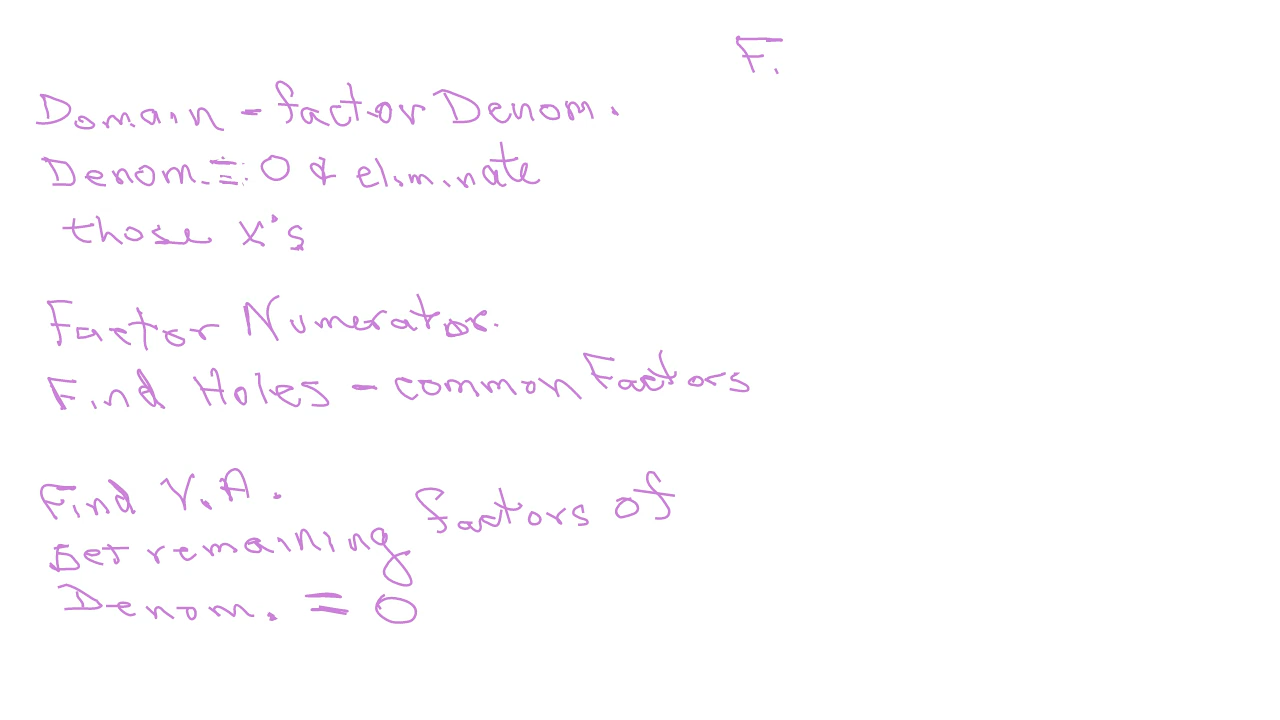 F.
Domain - factor Denom.
Denom. = 0 & eliminate
those x's
Factor Numerator.
Find Holes - common Factors
Find V.A.
Set remaining factors of
Denom. = 0